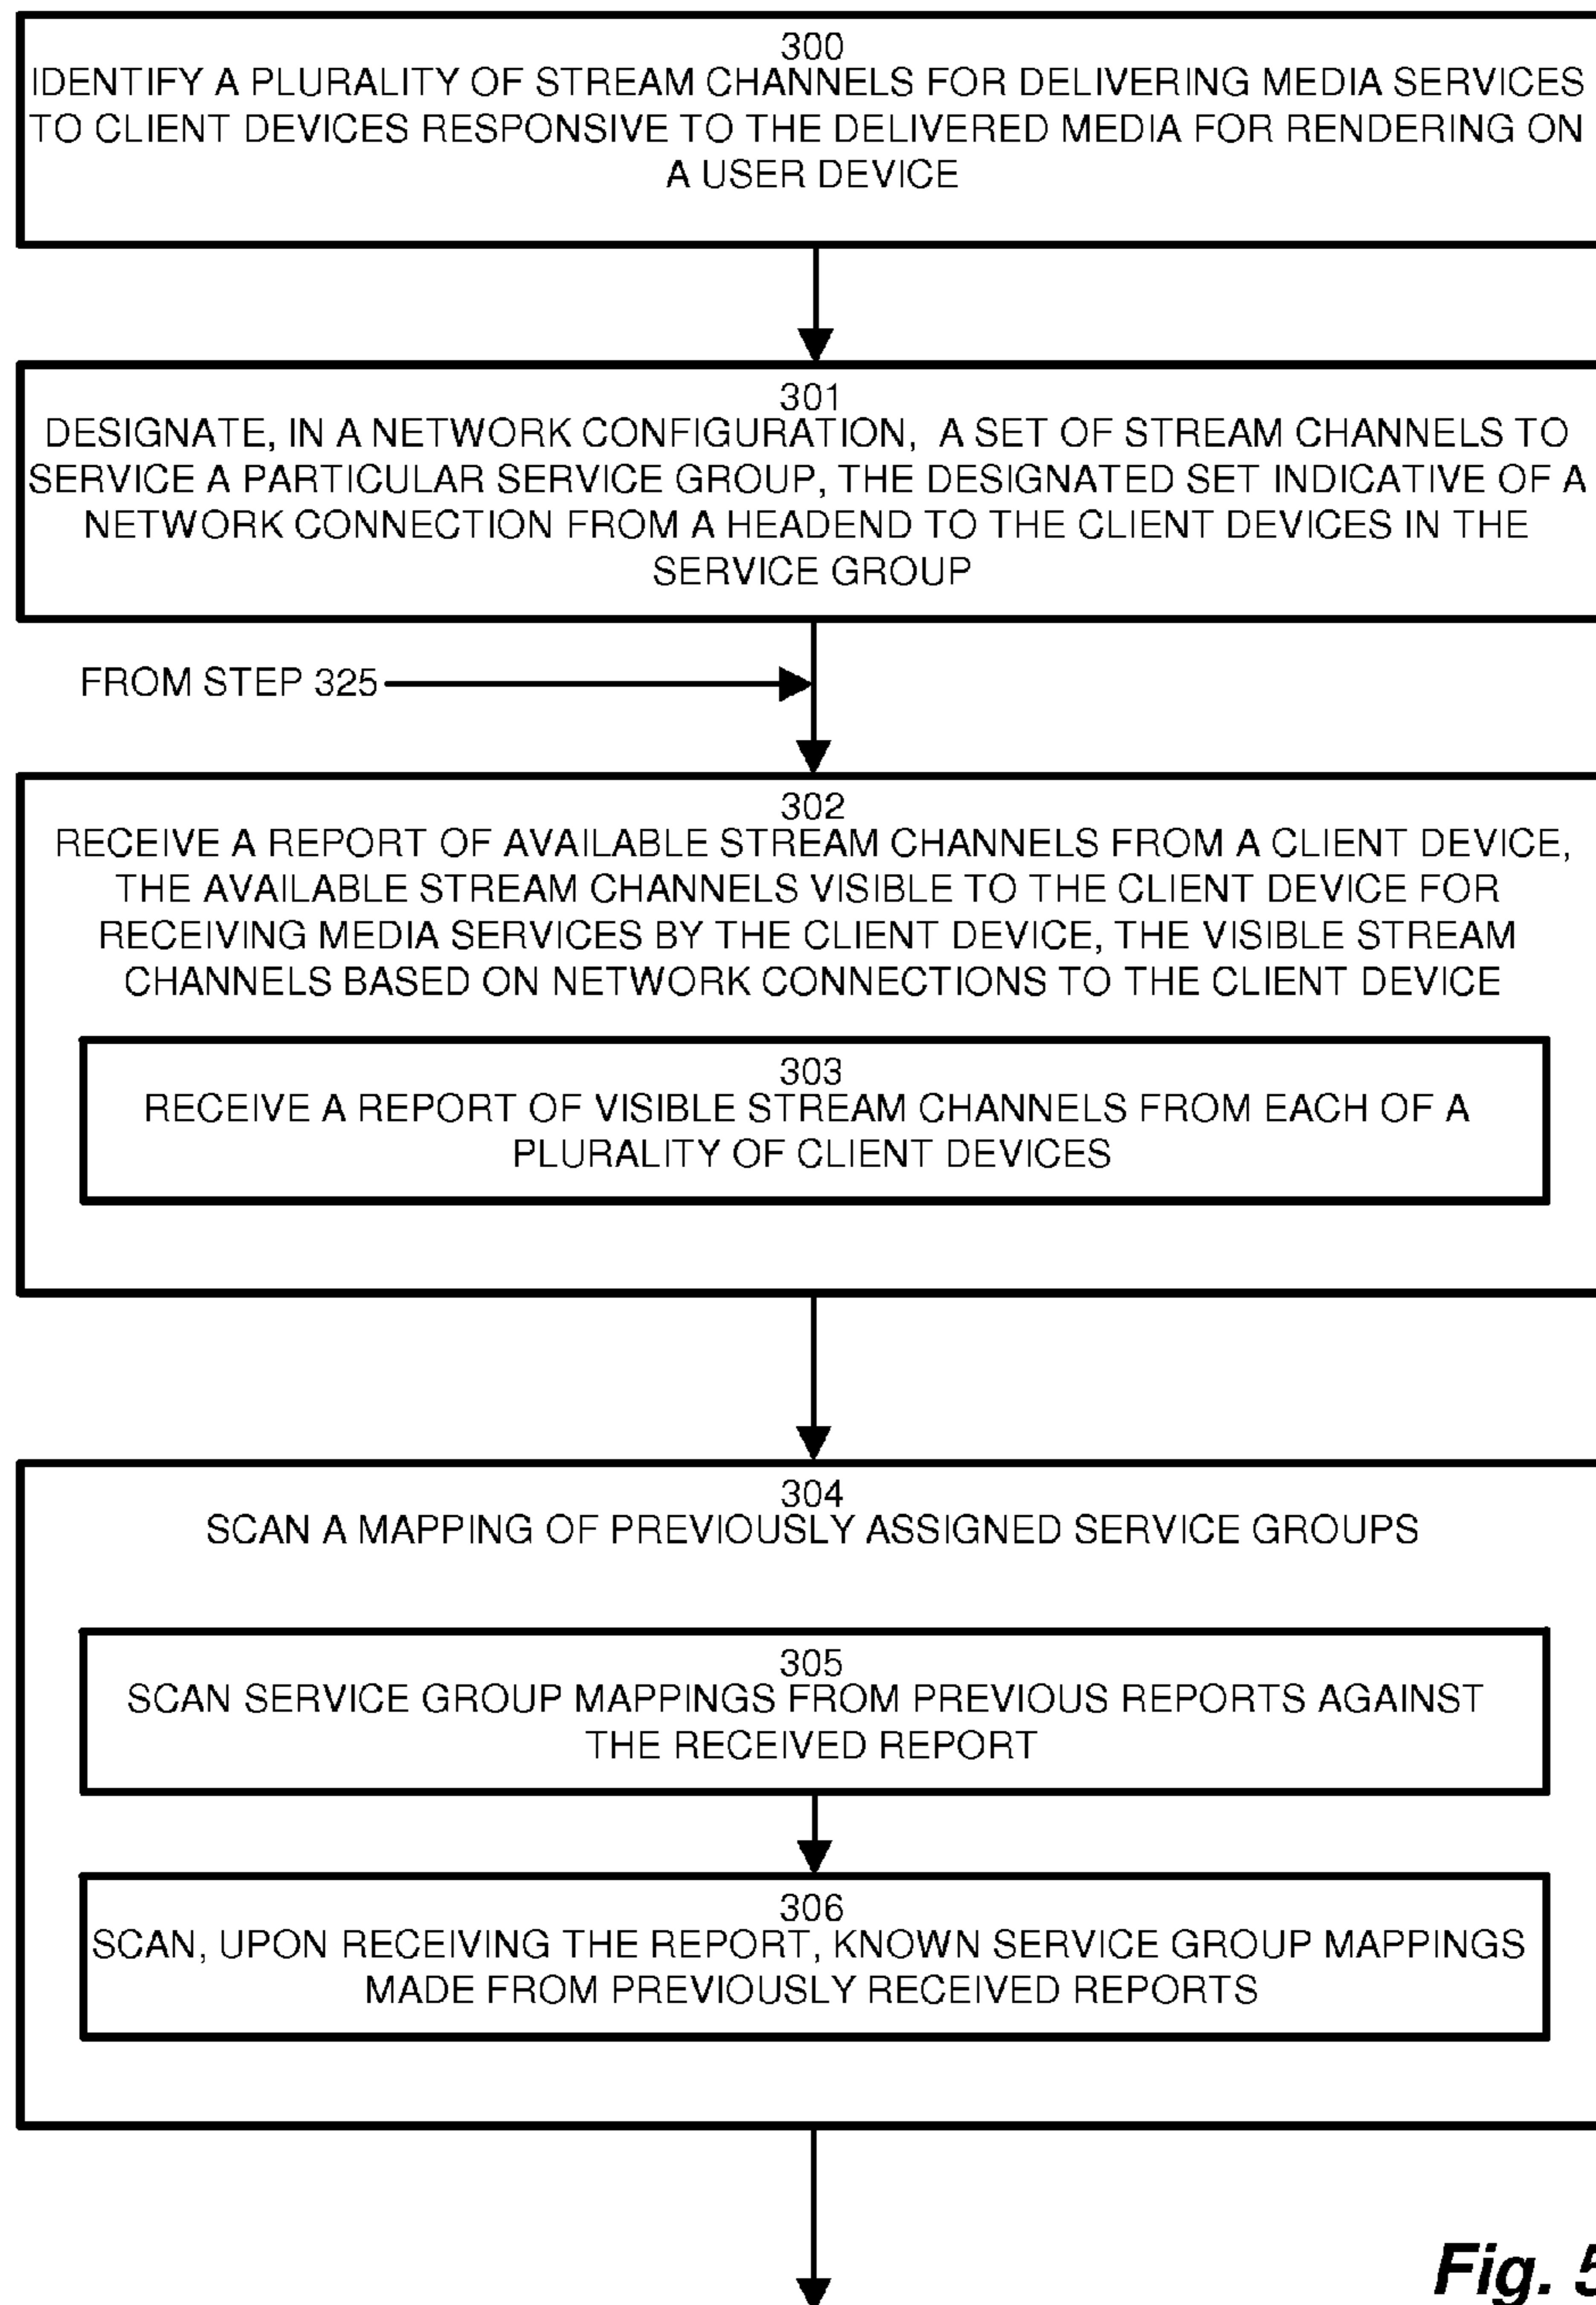 300
IDENTIFY A PLURALITY OF STREAM CHANNELS FOR DELIVERING MEDIA SERVICES
TO CLIENT DEVICES RESPONSIVE TO THE DELIVERED MEDIA FOR RENDERING ON
A USER DEVICE
301
DESIGNATE, IN A NETWORK CONFIGURATION, A SET OF STREAM CHANNELS TO
SERVICE A PARTICULAR SERVICE GROUP, THE DESIGNATED SET INDICATIVE OF A
NETWORK CONNECTION FROM A HEADEND TO THE CLIENT DEVICES IN THE
SERVICE GROUP
FROM STEP 325
302
RECEIVE A REPORT OF AVAILABLE STREAM CHANNELS FROM A CLIENT DEVICE,
THE AVAILABLE STREAM CHANNELS VISIBLE TO THE CLIENT DEVICE FOR
RECEIVING MEDIA SERVICES BY THE CLIENT DEVICE, THE VISIBLE STREAM
CHANNELS BASED ON NETWORK CONNECTIONS TO THE CLIENT DEVICE
303
RECEIVE A REPORT OF VISIBLE STREAM CHANNELS FROM EACH OF A
PLURALITY OF CLIENT DEVICES
304
SCAN A MAPPING OF PREVIOUSLY ASSIGNED SERVICE GROUPS
305
SCAN SERVICE GROUP MAPPINGS FROM PREVIOUS REPORTS AGAINST
THE RECEIVED REPORT
306
SCAN, UPON RECEIVING THE REPORT, KNOWN SERVICE GROUP MAPPINGS
MADE FROM PREVIOUSLY RECEIVED REPORTS
Fig. 5